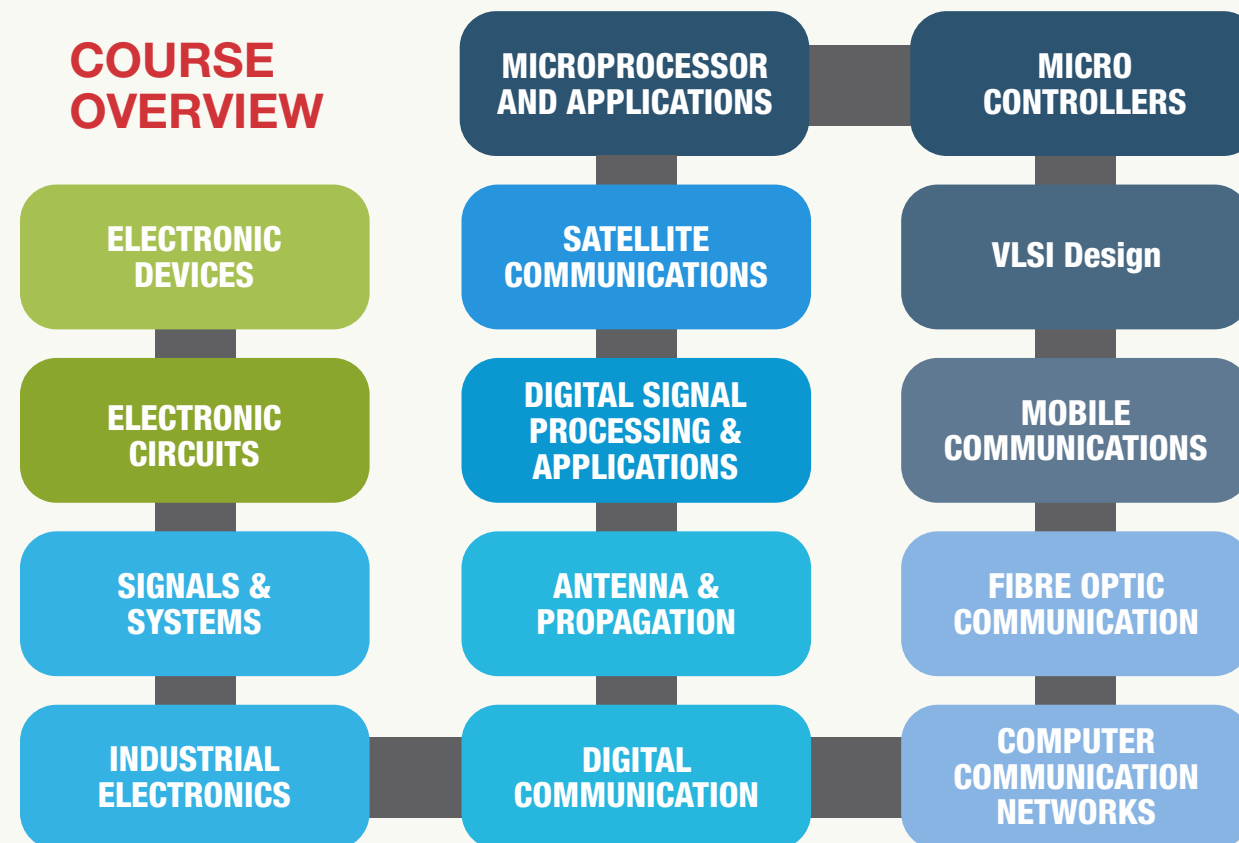 COURSE
OVERVIEW
ELECTRONIC
DEVICES
ELECTRONIC
CIRCUITS
SIGNALS &
SYSTEMS
INDUSTRIAL
ELECTRONICS
MICROPROCESSOR
AND APPLICATIONS
SATELLITE
COMMUNICATIONS
DIGITAL SIGNAL
PROCESSING &
APPLICATIONS
ANTENNA &
PROPAGATION
DIGITAL
COMMUNICATION
MICRO
CONTROLLERS
VLSI Design
MOBILE
COMMUNICATIONS
FIBRE OPTIC
COMMUNICATION
COMPUTER
COMMUNICATION
NETWORKS